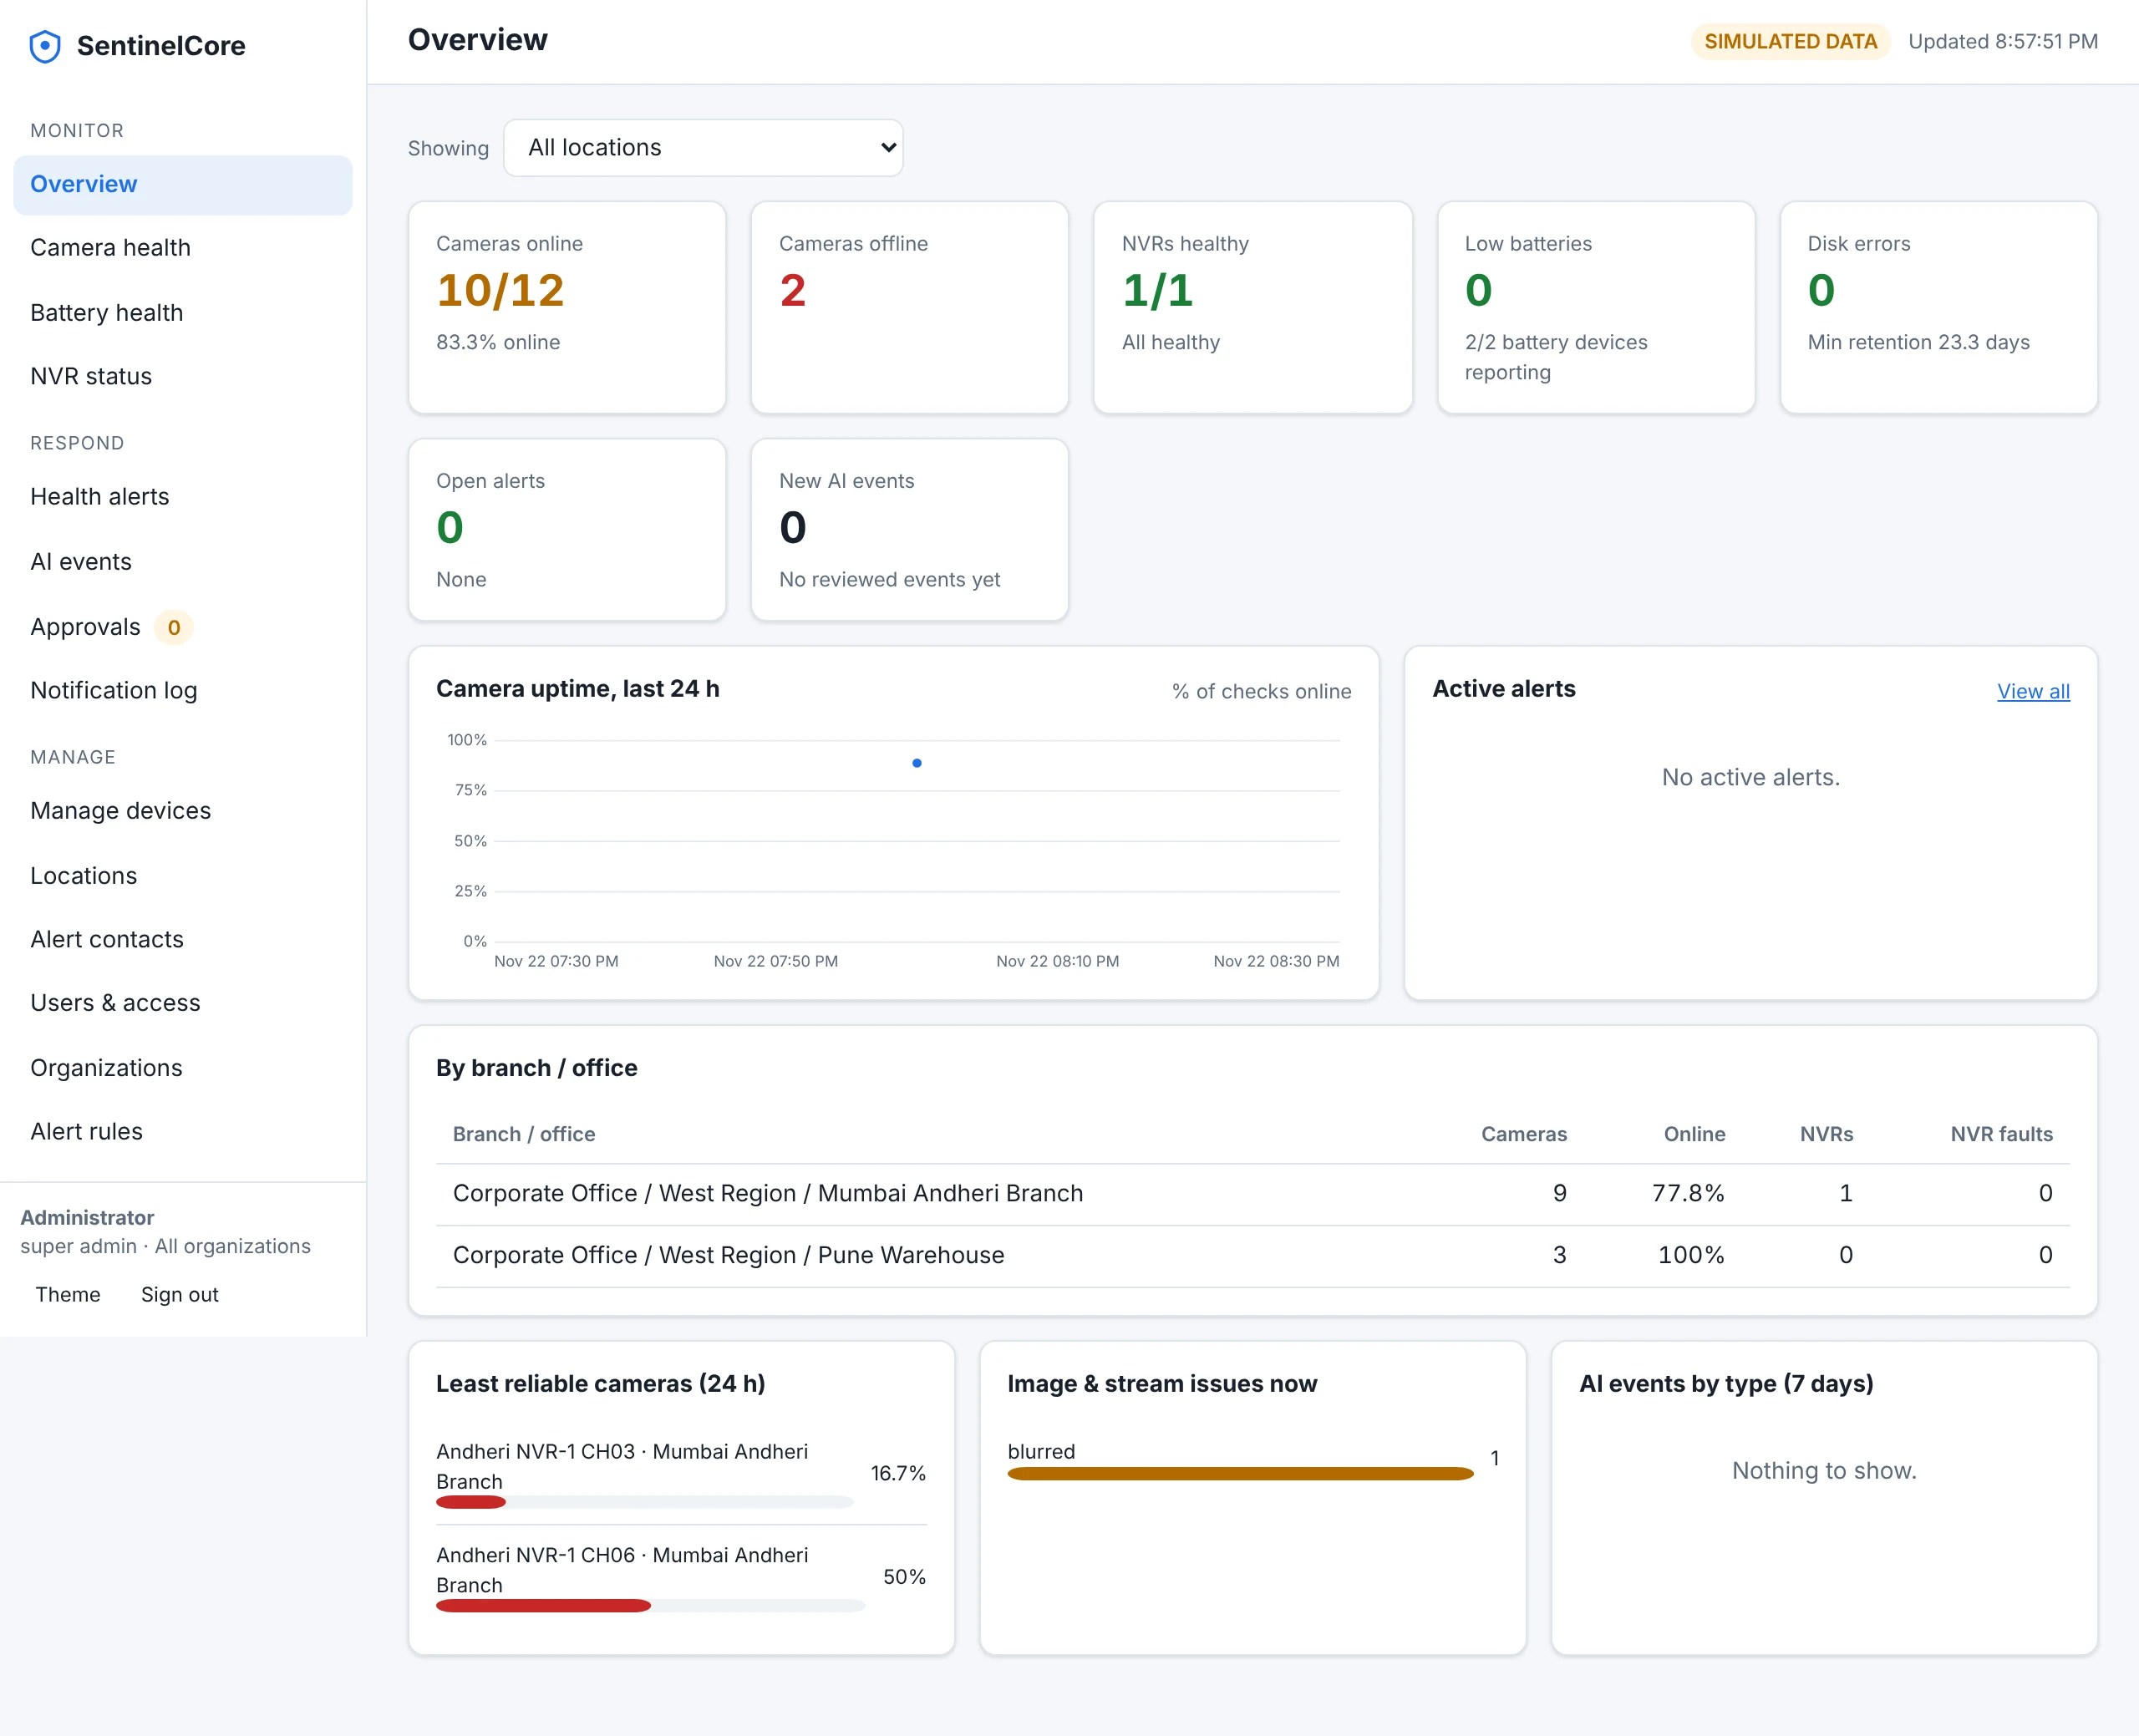 SentinelCore
MONITOR
Overview
Camera health
Battery health
NVR status
RESPOND
Health alerts
AI events
Approvals 0
Notification log
MANAGE
Manage devices
Locations
Alert contacts
Users & access
Organizations
Alert rules
Administrator
super admin · All organizations
Theme Sign out
Overview
SIMULATED DATA Updated 8:57:51 PM
Showing All locations
Cameras online
10/12
83.3% online
Cameras offline
2
NVRs healthy
1/1
All healthy
Low batteries
0
2/2 battery devices
reporting
Disk errors
0
Min retention 23.3 days
Open alerts
0
None
New AI events
0
No reviewed events yet
Camera uptime, last 24 h % of checks online
100%
75%
50%
25%
0%
Nov 22 07:30 PM Nov 22 07:50 PM Nov 22 08:10 PM Nov 22 08:30 PM
Active alerts View all
No active alerts.
By branch / office
Branch / office Cameras Online NVRs NVR faults
Corporate Office / West Region / Mumbai Andheri Branch 9 77.8% 1 0
Corporate Office / West Region / Pune Warehouse 3 100% 0 0
Least reliable cameras (24 h)
Andheri NVR-1 CH03 · Mumbai Andheri
Branch
16.7%
Andheri NVR-1 CH06 · Mumbai Andheri
Branch
50%
Image & stream issues now
blurred 1
AI events by type (7 days)
Nothing to show.